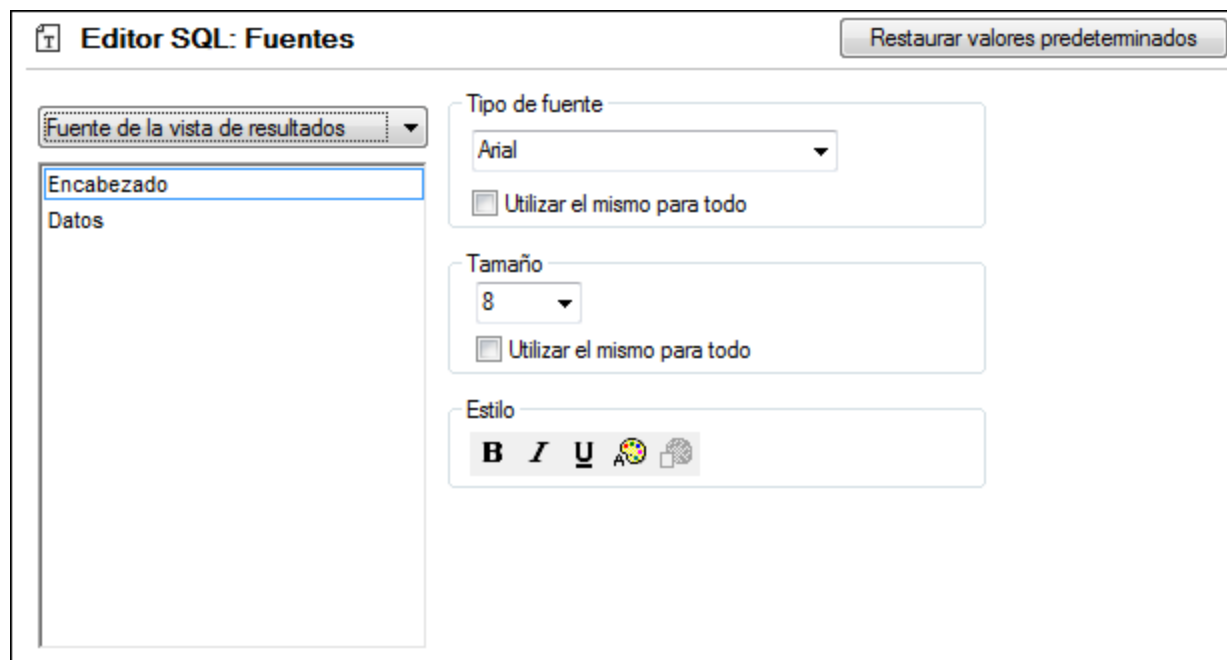 Editor SQL: Fuentes
Restaurar valores predeterminados
Fuente de la vista de resultados
Encabezado
Datos
Tipo de fuente
Arial
Utilizar el mismo para todo
Tamaño
8
Utilizar el mismo para todo
Estilo
B I U A